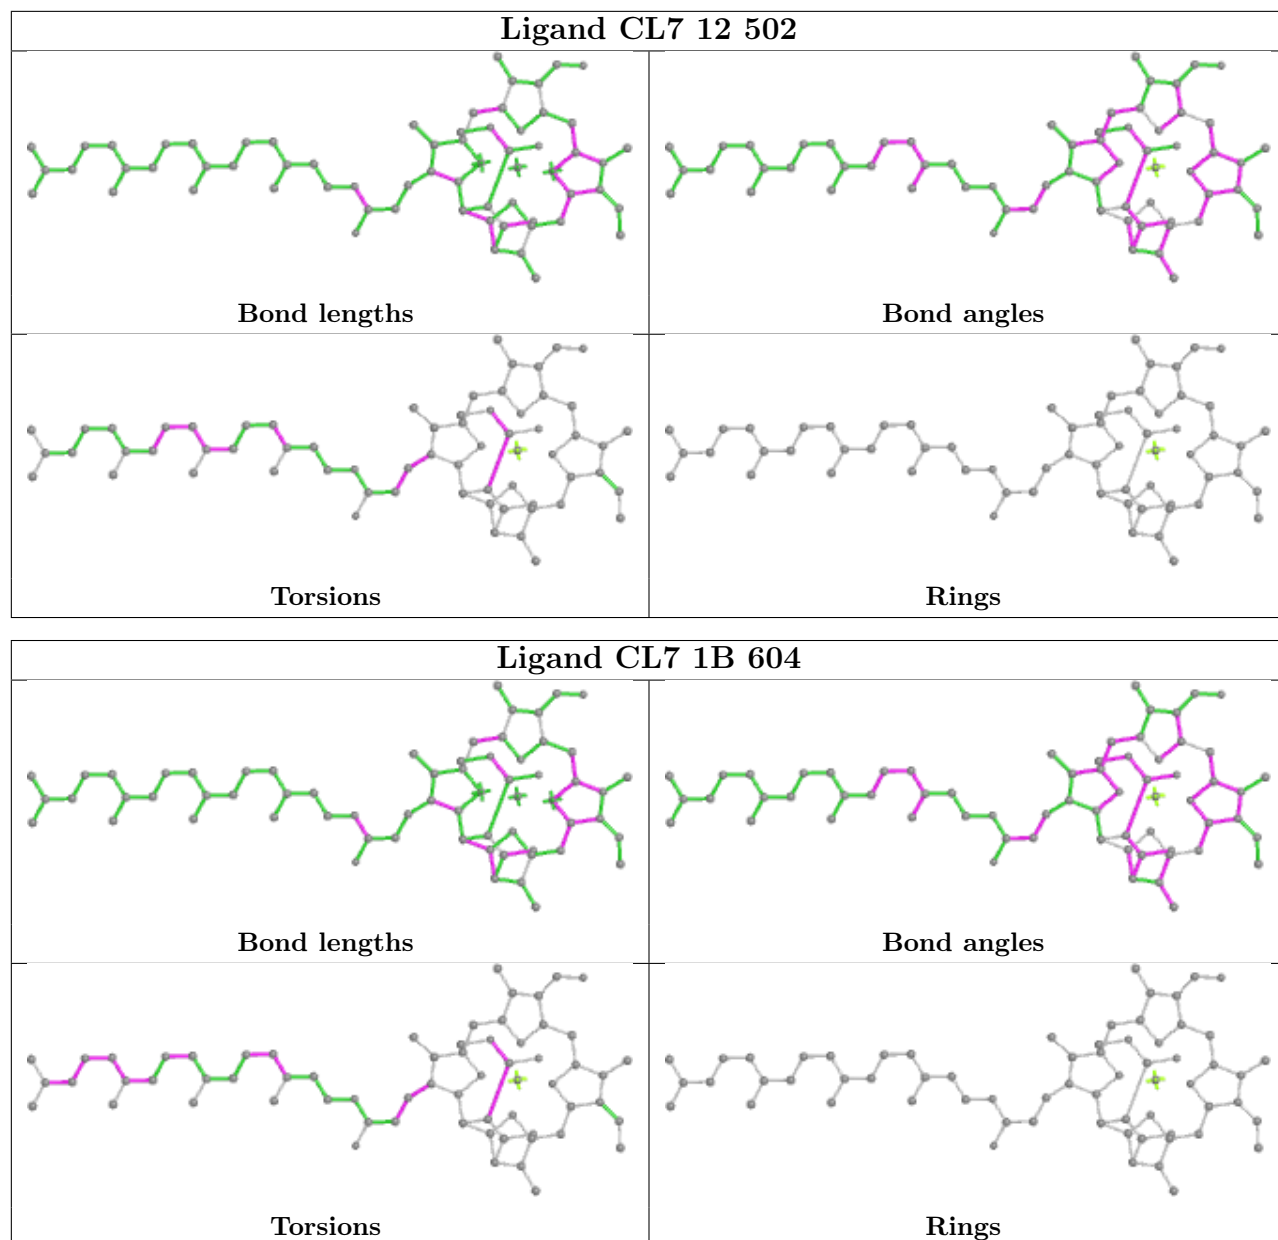 Ligand CL7 12 502
Bond lengths
Bond angles
Torsions
Rings
Ligand CL7 1B 604
Bond lengths
Bond angles
Torsions
Rings